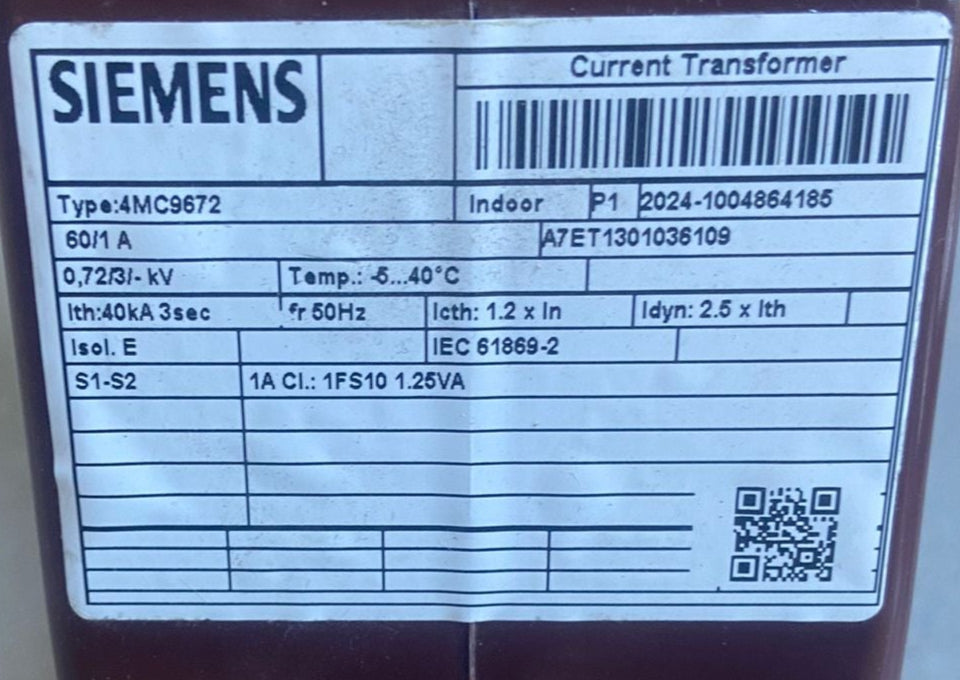 SIEMENS
Current Transformer
Type:4MC9672 Indoor P1 2024-1004864185
60/1 A A7ET1301036109
0,72/3/- kV Temp.: -5...40°C
Ith:40kA 3sec fr 50Hz Icth: 1.2 x In Idyn: 2.5 x Ith
Isol. E IEC 61869-2
S1-S2 1A Cl.: 1FS10 1.25VA